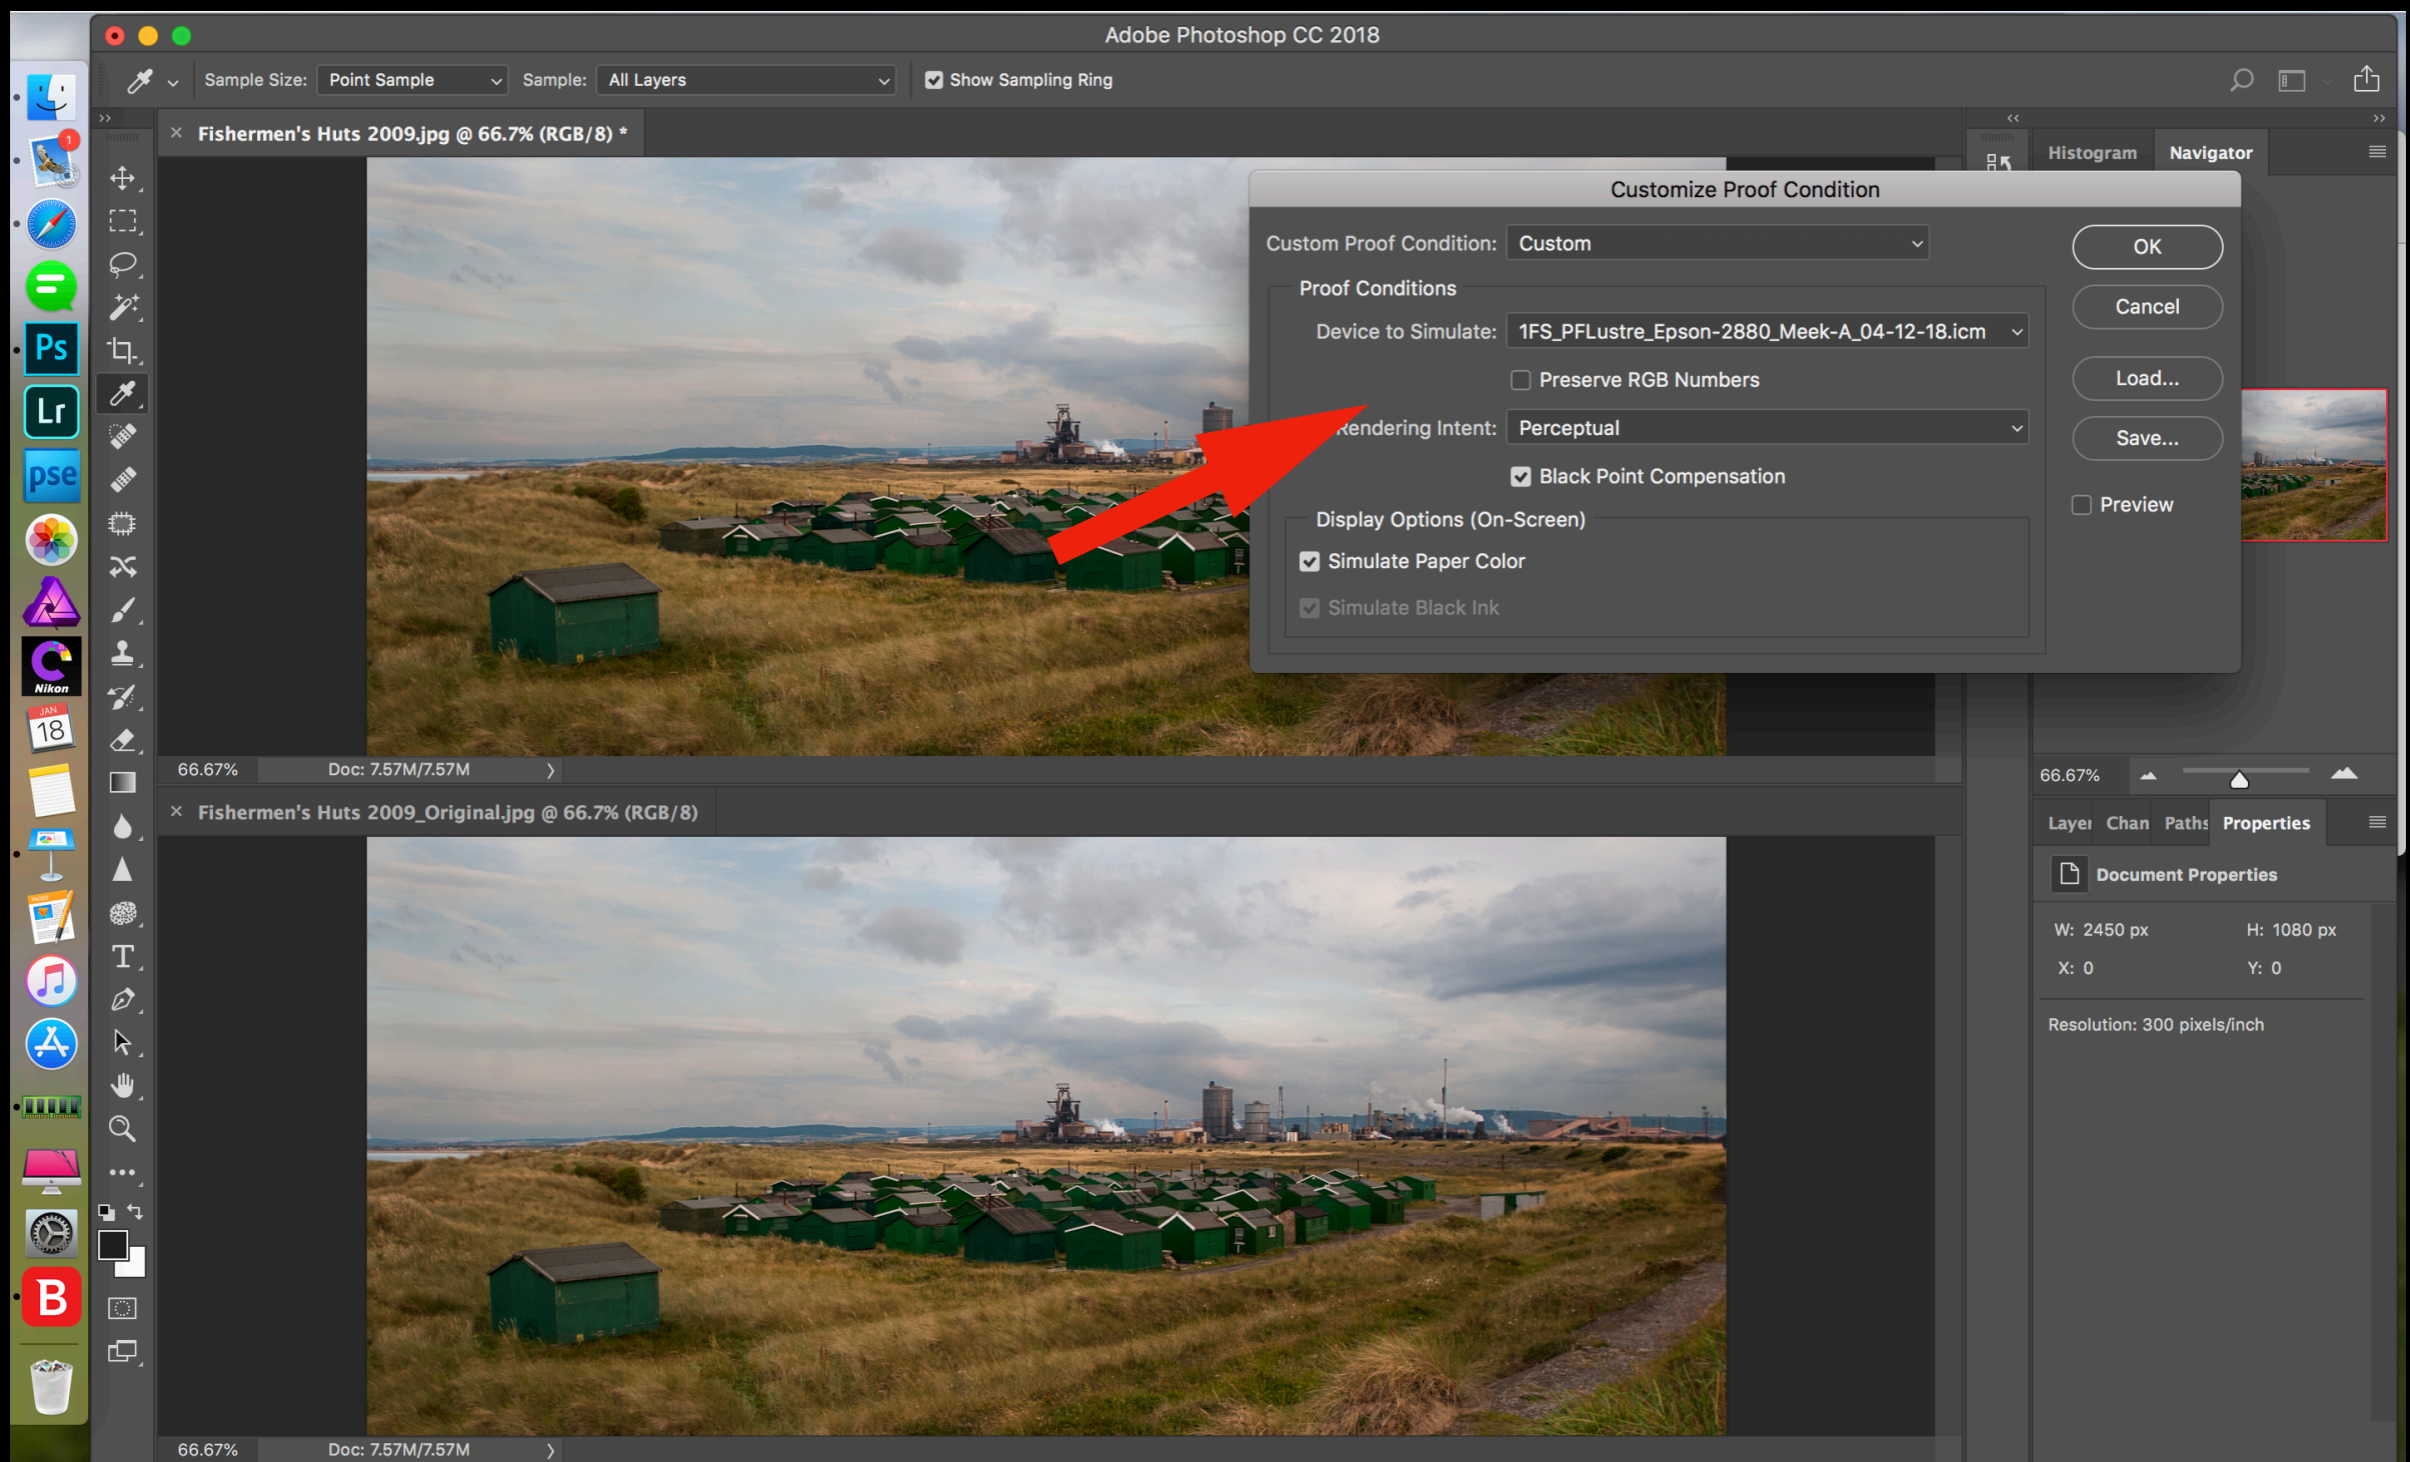 Adobe Photoshop CC 2018
Sample Size: Point Sample Sample: All Layers Show Sampling Ring
Fishermen's Huts 2009.jpg @ 66.7% (RGB/8) *
Histogram Navigator
Customize Proof Condition
Custom Proof Condition: Custom
OK
Proof Conditions
Cancel
Device to Simulate: 1FS_PFLustre_Epson-2880_Meek-A_04-12-18.icm
Preserve RGB Numbers
Load...
Rendering Intent: Perceptual
Save...
Black Point Compensation
Preview
Display Options (On-Screen)
Simulate Paper Color
Simulate Black Ink
66.67% Doc: 7.57M/7.57M
66.67%
Fishermen's Huts 2009_Original.jpg @ 66.7% (RGB/8)
Layer Chan Paths Properties
Document Properties
W: 2450 px H: 1080 px
X: 0 Y: 0
Resolution: 300 pixels/inch
66.67% Doc: 7.57M/7.57M
1
Ps
Lr
pse
Nikon
JAN
18
PAGES
T
B